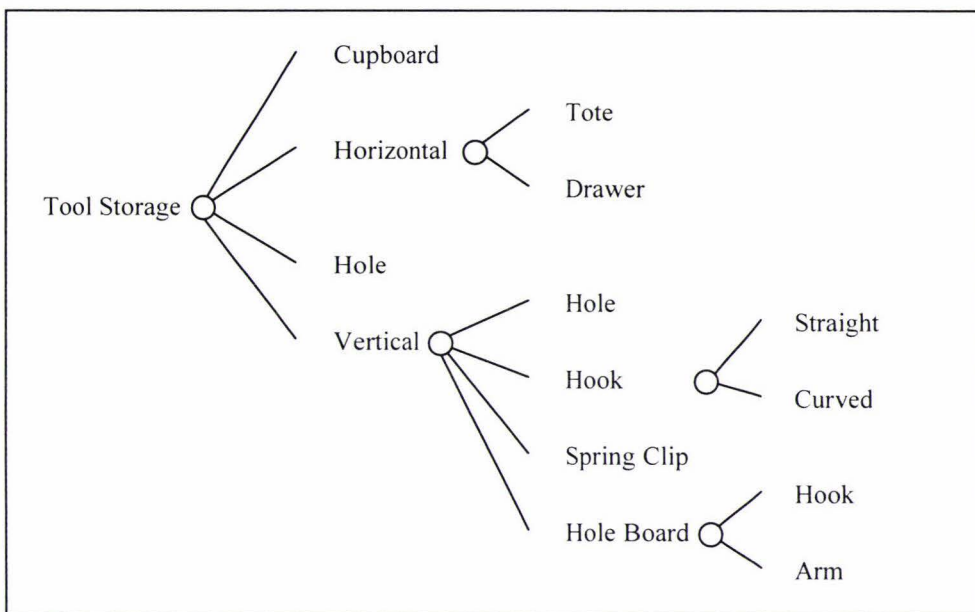 Cupboard
Tote
Horizontal
Drawer
Tool Storage
Hole
Hole
Straight
Vertical
Hook
Curved
Spring Clip
Hook
Hole Board
Arm